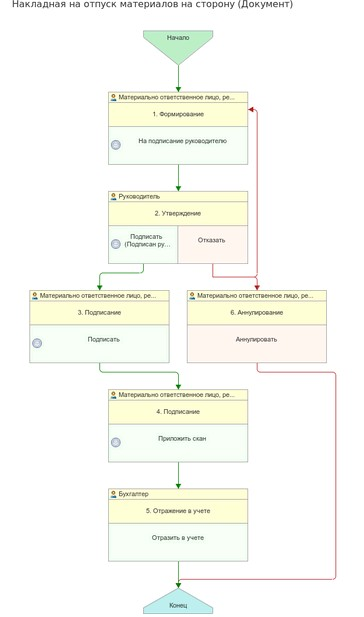 Накладная на отпуск материалов на сторону (Документ)
Начало
Материально ответственное лицо, ре...
1. Формирование
На подписание руководителю
Руководитель
2. Утверждение
Подписать
(Подписан ру...
Отказать
Материально ответственное лицо, ре...
3. Подписание
Подписать
Материально ответственное лицо, ре...
6. Аннулирование
Аннулировать
Материально ответственное лицо, ре...
4. Подписание
Приложить скан
Бухгалтер
5. Отражение в учете
Отразить в учете
Конец